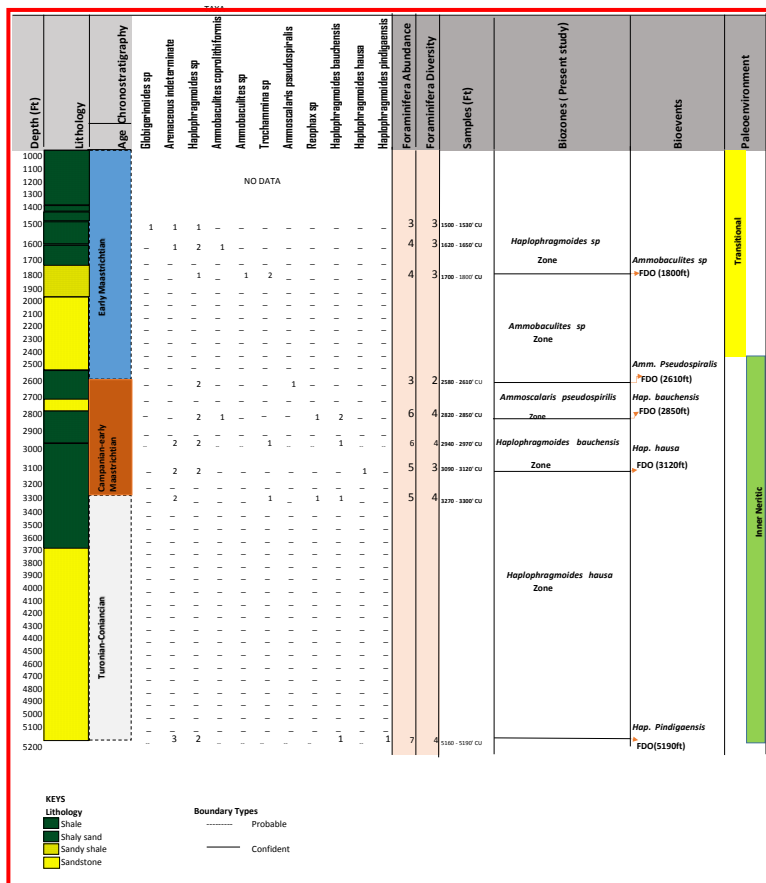 Depth (Ft)
Lithology
Age Chronostratigraphy
Globigerinoides sp
Arenaceous indeterminate
Haplophragmoides sp
Ammobaculites coprolithiformis
Ammobaculites sp
Trochammina sp
Ammoscalaris pseudospiralis
Reophax sp
Haplophragmoides bauchensis
Haplophragmoides hausa
Haplophragmoides pindigaensis
Foraminifera Abundance
Foraminifera Diversity
Samples (Ft)
Biozones ( Present study)
Bioevents
Paleoenvironment
1000
1100
1200
1300
1400
1500
1600
1700
1800
2000
2100
2200
2300
2400
2500
2600
2700
2800
2900
3000
3100
3200
3300
3400
3500
3600
3700
3800
3900
4000
4100
4200
4300
4400
4500
4600
4700
4800
4900
5000
5100
5200
Early Maastrichtian
Campanian-early
Maastrichtian
Turonian-Coniancian
NO DATA
1 1 1 _ _ _ _ _ _ _ _ 3 3 1500 - 1530' CU
_ 1 2 1 _ _ _ _ _ _ _ 4 3 1620 - 1650' CU
_ _ 1 _ 1 2 _ _ _ _ _ 4 3 1700 - 1800' CU
_ _ 2 _ _ _ 1 _ _ _ _ 3 2 2580 - 2610' CU
_ _ 2 1 _ _ _ 1 2 _ _ 6 4 2820 - 2850' CU
_ 2 2 _ _ 1 _ _ 1 _ _ 6 4 2940 - 2970' CU
_ 2 2 _ _ _ _ _ _ 1 _ 5 3 3090 - 3120' CU
_ 2 _ _ _ 1 _ 1 1 _ _ 5 4 3270 - 3300' CU
_ 3 2 _ _ _ _ _ 1 _ 1 7 4 5160 - 5190' CU
Haplophragmoides sp
Zone
Ammobaculites sp
Zone
Ammoscalaris pseudospirilis
Zone
Haplophragmoides bauchensis
Zone
Haplophragmoides hausa
Zone
Ammobaculites sp
FDO (1800ft)
Amm. Pseudospiralis
FDO (2610ft)
Hap. bauchensis
FDO (2850ft)
Hap. hausa
FDO (3120ft)
Hap. Pindigaensis
FDO(5190ft)
Transitional
Inner Neritic
KEYS
Lithology
Shale
Shaly sand
Sandy shale
Sandstone
Boundary Types
--------- Probable
Confident